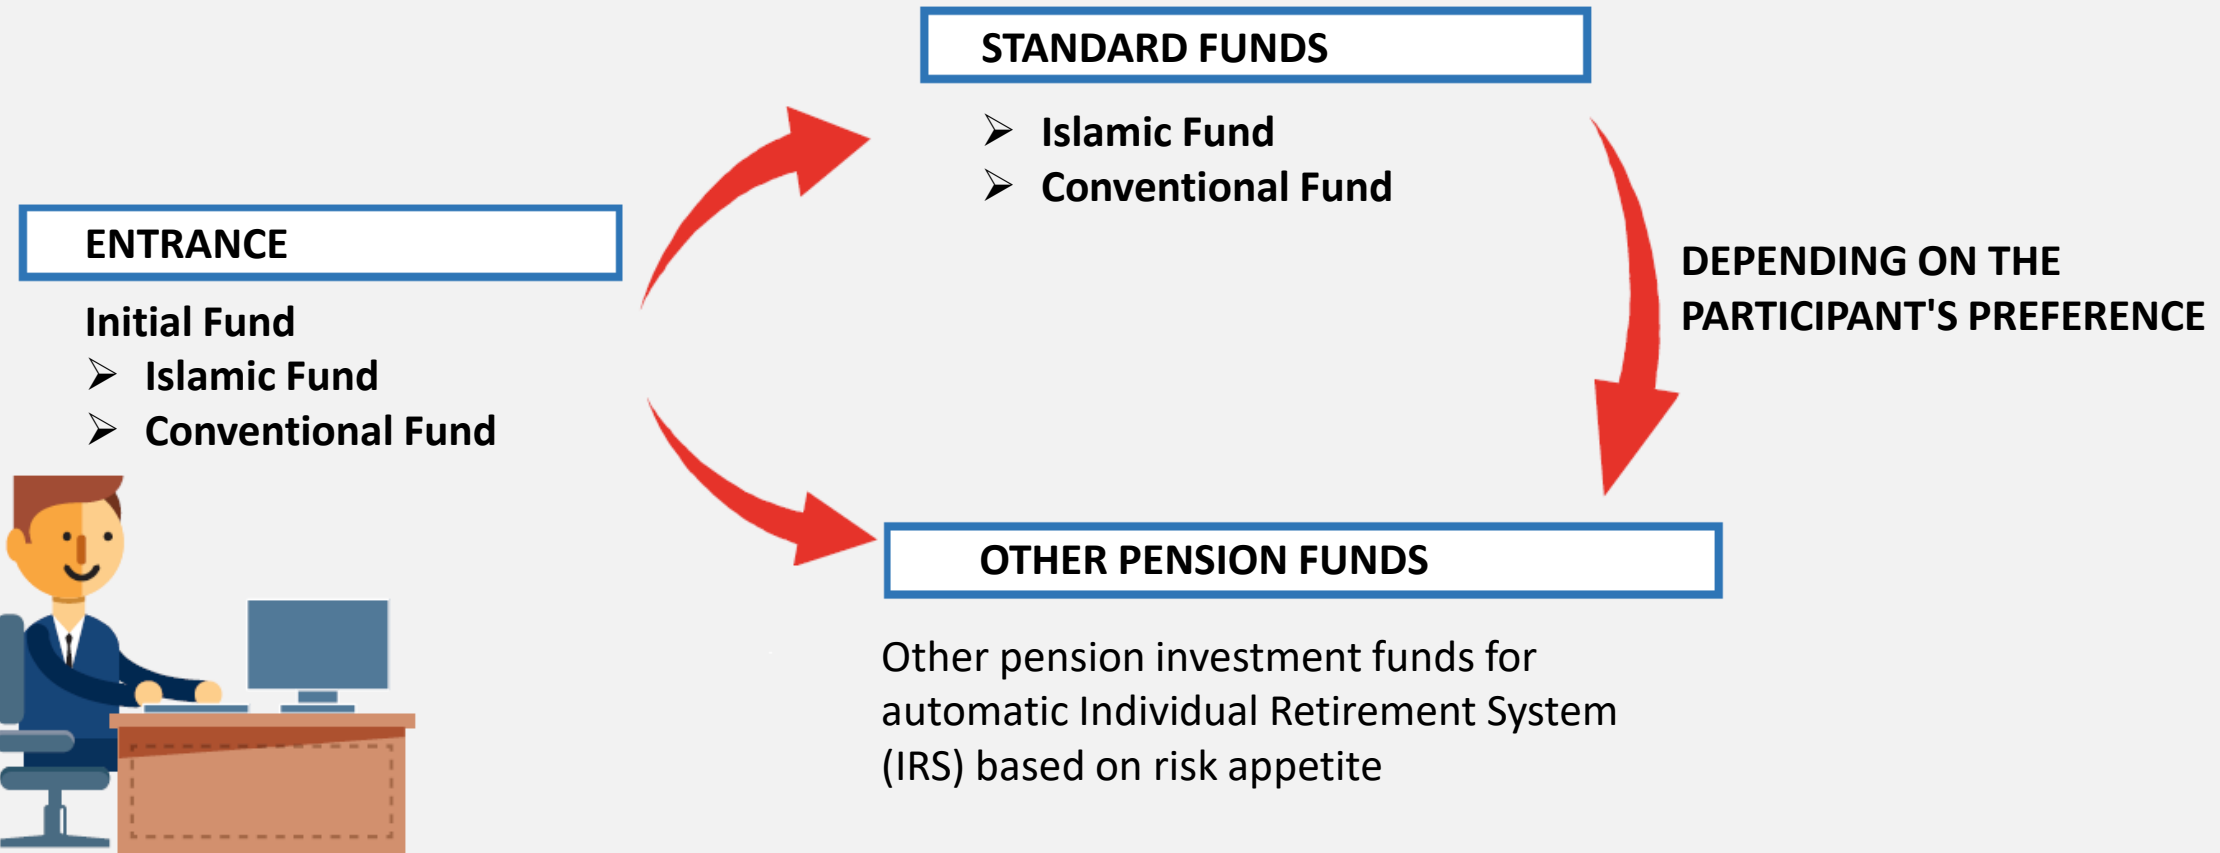 STANDARD FUNDS
➢ Islamic Fund
➢ Conventional Fund
ENTRANCE
Initial Fund
➢ Islamic Fund
➢ Conventional Fund
DEPENDING ON THE
PARTICIPANT'S PREFERENCE
OTHER PENSION FUNDS
Other pension investment funds for
automatic Individual Retirement System
(IRS) based on risk appetite